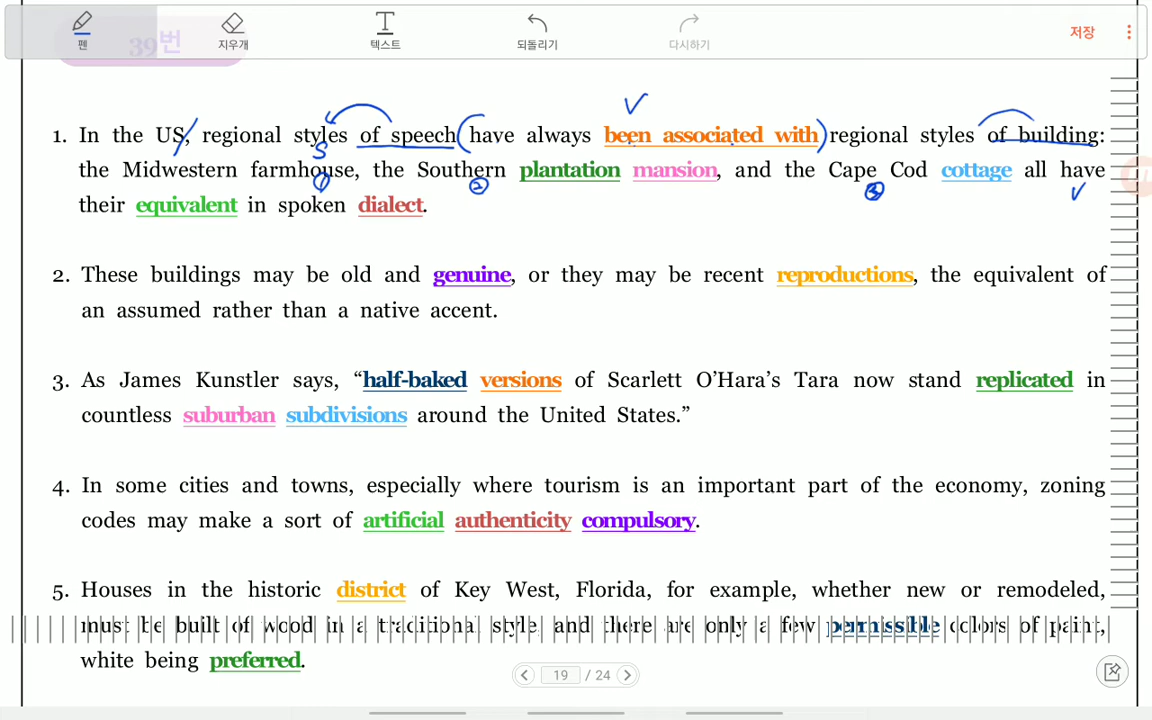 펜 지우개 텍스트 되돌리기 다시하기 저장
39번
1. In the US, regional styles of speech have always been associated with regional styles of building:
the Midwestern farmhouse, the Southern plantation mansion, and the Cape Cod cottage all have
their equivalent in spoken dialect.
S
① ② ③
2. These buildings may be old and genuine, or they may be recent reproductions, the equivalent of
an assumed rather than a native accent.
3. As James Kunstler says, “half-baked versions of Scarlett O’Hara’s Tara now stand replicated in
countless suburban subdivisions around the United States.”
4. In some cities and towns, especially where tourism is an important part of the economy, zoning
codes may make a sort of artificial authenticity compulsory.
5. Houses in the historic district of Key West, Florida, for example, whether new or remodeled,
must be built of wood in a traditional style, and there are only a few permissible colors of paint,
white being preferred.
19 / 24